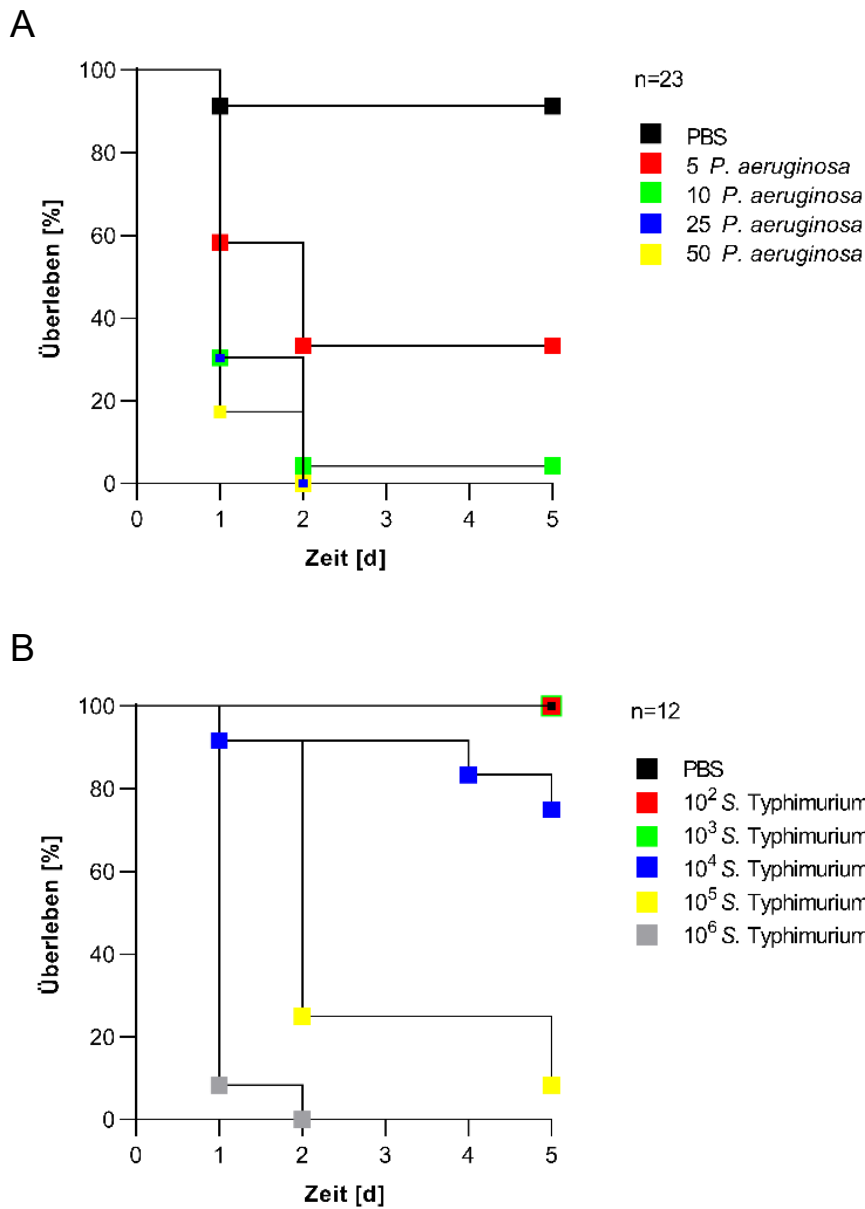 A
n=23
PBS
5 P. aeruginosa
10 P. aeruginosa
25 P. aeruginosa
50 P. aeruginosa
Überleben [%]
100
80
60
40
20
0
0 1 2 3 4 5
Zeit [d]
B
n=12
PBS
10² S. Typhimurium
10³ S. Typhimurium
10⁴ S. Typhimurium
10⁵ S. Typhimurium
10⁶ S. Typhimurium
Überleben [%]
100
80
60
40
20
0
0 1 2 3 4 5
Zeit [d]